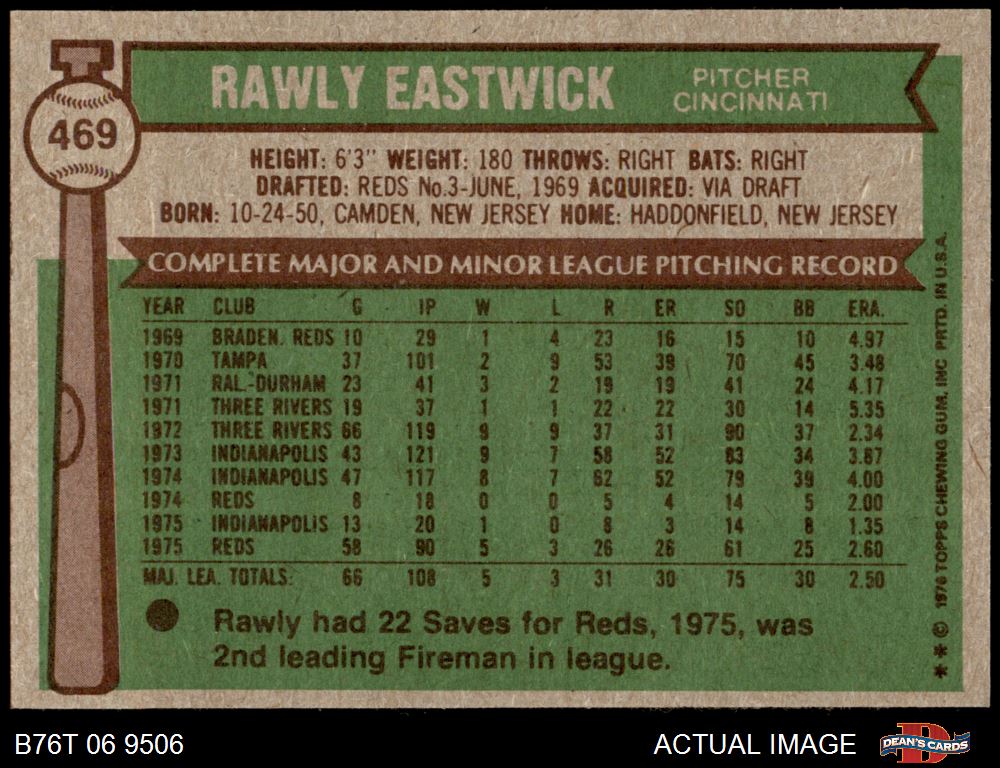 RAWLY EASTWICK PITCHER
CINCINNATI
469
HEIGHT: 6'3" WEIGHT: 180 THROWS: RIGHT BATS: RIGHT
DRAFTED: REDS No.3-JUNE, 1969 ACQUIRED: VIA DRAFT
BORN: 10-24-50, CAMDEN, NEW JERSEY HOME: HADDONFIELD, NEW JERSEY
COMPLETE MAJOR AND MINOR LEAGUE PITCHING RECORD
YEAR CLUB G IP W L R ER SO BB ERA.
1969 BRADEN. REDS 10 29 1 4 23 16 15 10 4.97
1970 TAMPA 37 101 2 9 53 39 70 45 3.48
1971 RAL.-DURHAM 23 41 3 2 19 19 41 24 4.17
1971 THREE RIVERS 19 37 1 1 22 22 30 14 5.35
1972 THREE RIVERS 66 119 9 9 37 31 90 37 2.34
1973 INDIANAPOLIS 43 121 9 7 58 52 83 34 3.87
1974 INDIANAPOLIS 47 117 8 7 62 52 79 39 4.00
1974 REDS 8 18 0 0 5 4 14 5 2.00
1975 INDIANAPOLIS 13 20 1 0 8 3 14 8 1.35
1975 REDS 58 90 5 3 26 26 61 25 2.60
MAJ. LEA. TOTALS: 66 108 5 3 31 30 75 30 2.50
Rawly had 22 Saves for Reds, 1975, was
2nd leading Fireman in league.
*** © 1976 TOPPS CHEWING GUM, INC PRTD. IN U.S.A.
B76T 06 9506 ACTUAL IMAGE DEAN'S CARDS